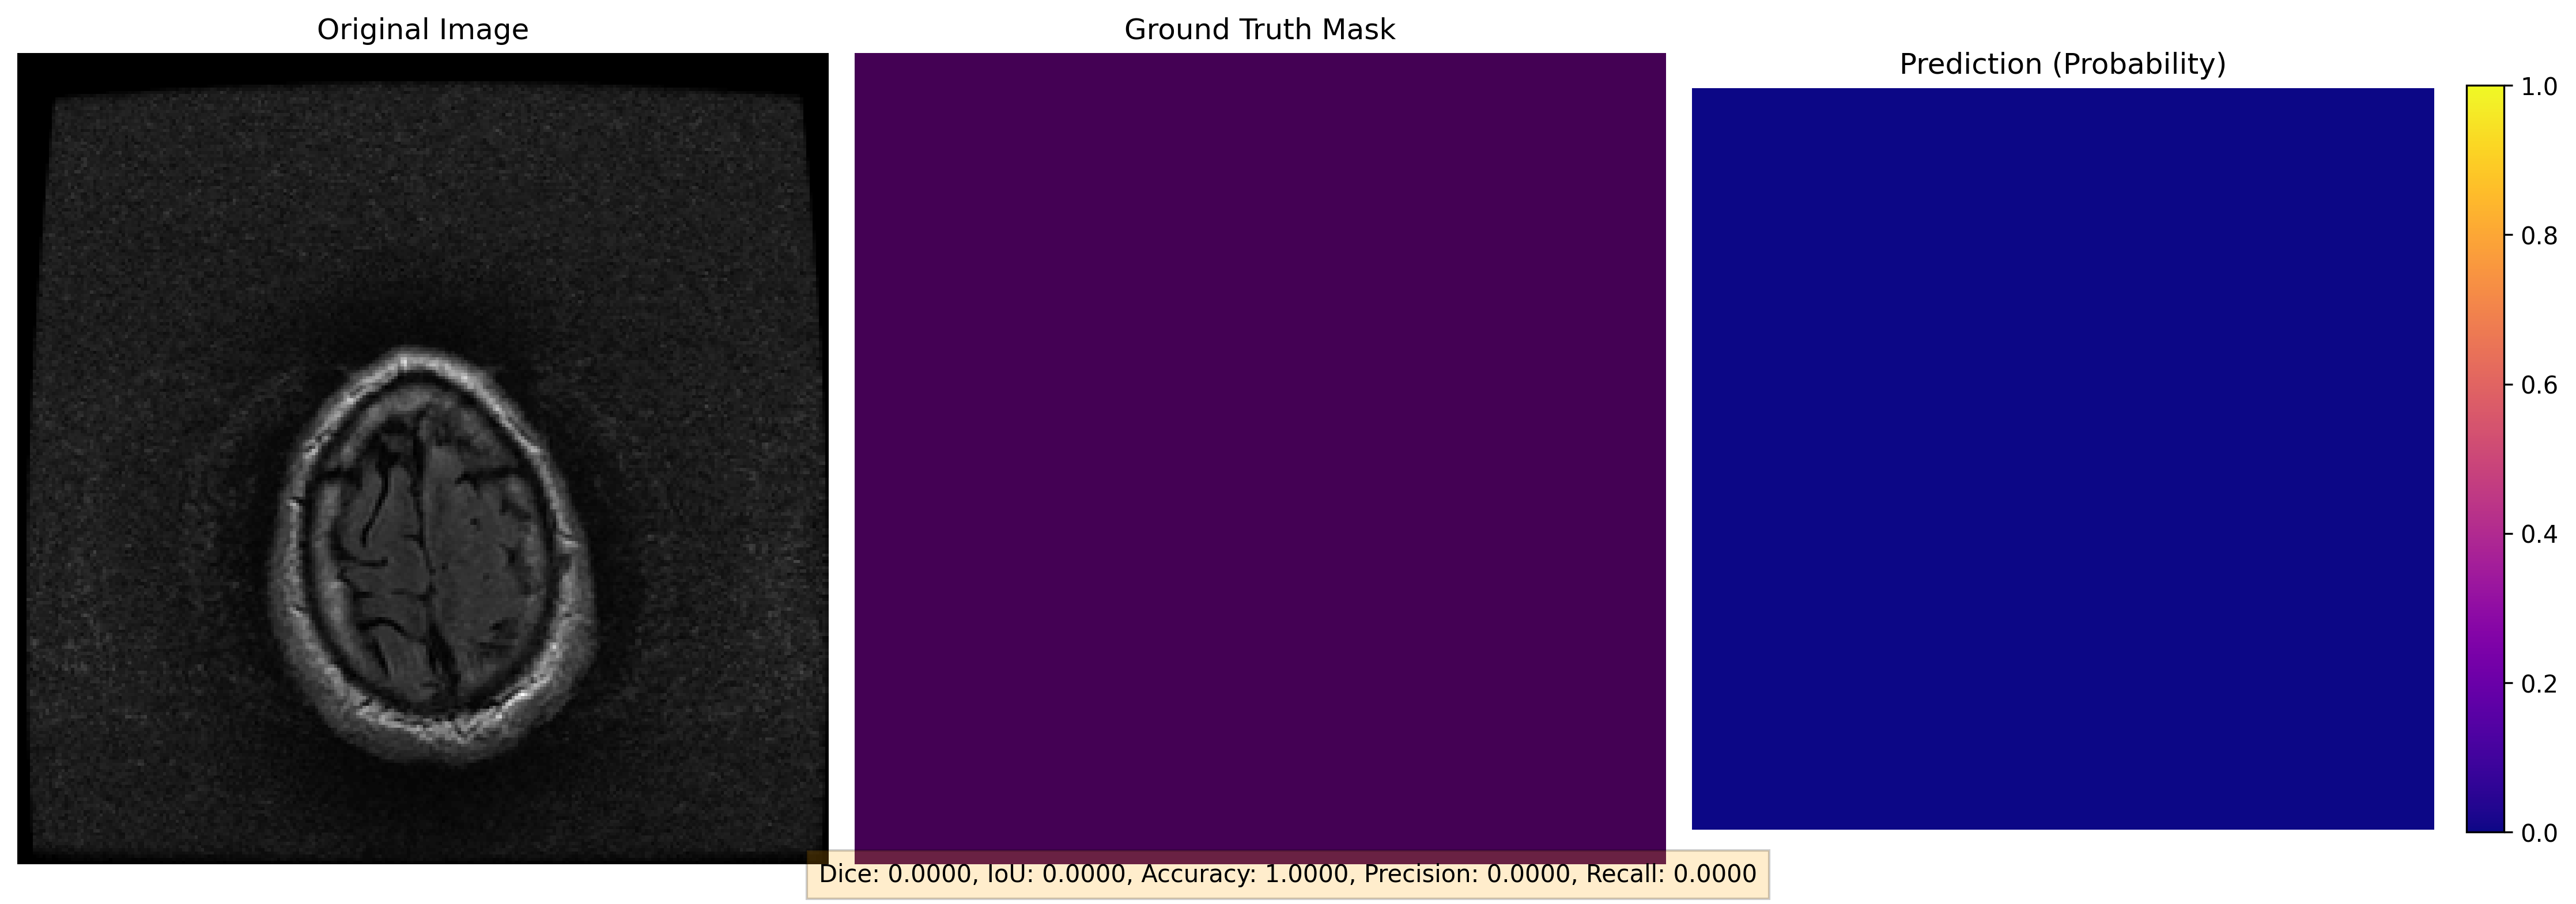 Original Image
Ground Truth Mask
Prediction (Probability)
1.0
0.8
0.6
0.4
0.2
0.0
Dice: 0.0000, IoU: 0.0000, Accuracy: 1.0000, Precision: 0.0000, Recall: 0.0000